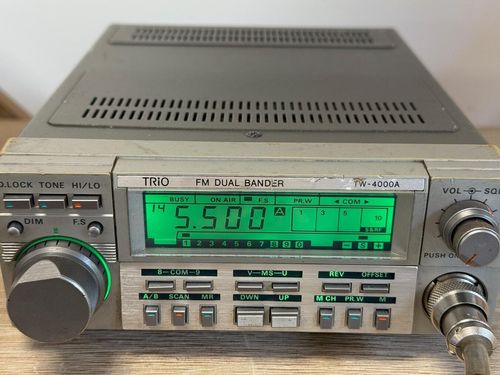 TRIO FM DUAL BANDER TW-4000A
D.LOCK TONE HI/LO
BUSY ON AIR F.S PR.W ◄ COM ►
VOL SQL
14 5.500 A 1 3 5 10
S&RF
DIM F.S
1 2 3 4 5 6 7 8 9 0 - S +
PUSH ON
8-COM-9 V-MS-U REV OFFSET
A/B SCAN MR DWN UP M CH PR.W M